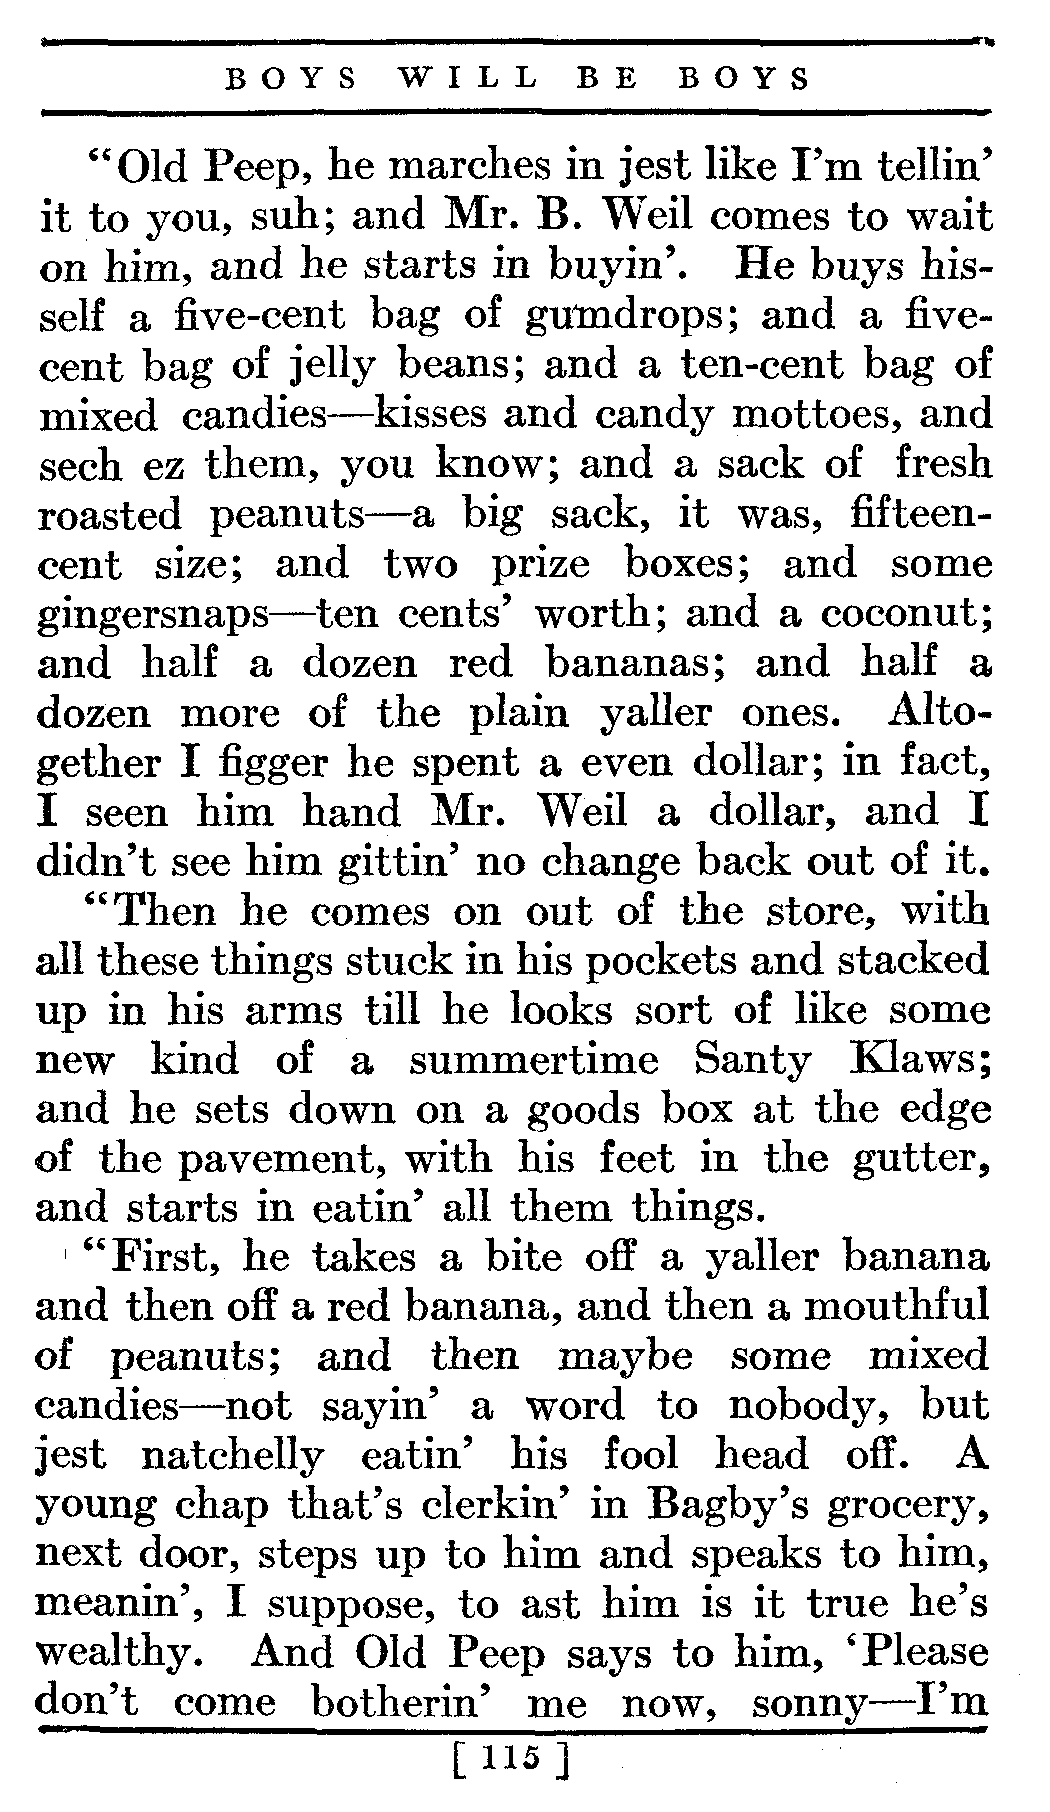 BOYS WILL BE BOYS
“Old Peep, he marches in jest like I’m tellin’
it to you, suh; and Mr. B. Weil comes to wait
on him, and he starts in buyin’. He buys his-
self a five-cent bag of gumdrops; and a five-
cent bag of jelly beans; and a ten-cent bag of
mixed candies—kisses and candy mottoes, and
sech ez them, you know; and a sack of fresh
roasted peanuts—a big sack, it was, fifteen-
cent size; and two prize boxes; and some
gingersnaps—ten cents’ worth; and a coconut;
and half a dozen red bananas; and half a
dozen more of the plain yaller ones. Alto-
gether I figger he spent a even dollar; in fact,
I seen him hand Mr. Weil a dollar, and I
didn’t see him gittin’ no change back out of it.
“Then he comes on out of the store, with
all these things stuck in his pockets and stacked
up in his arms till he looks sort of like some
new kind of a summertime Santy Klaws;
and he sets down on a goods box at the edge
of the pavement, with his feet in the gutter,
and starts in eatin’ all them things.
“First, he takes a bite off a yaller banana
and then off a red banana, and then a mouthful
of peanuts; and then maybe some mixed
candies—not sayin’ a word to nobody, but
jest natchelly eatin’ his fool head off. A
young chap that’s clerkin’ in Bagby’s grocery,
next door, steps up to him and speaks to him,
meanin’, I suppose, to ast him is it true he’s
wealthy. And Old Peep says to him, ‘Please
don’t come botherin’ me now, sonny—I’m
[ 115 ]